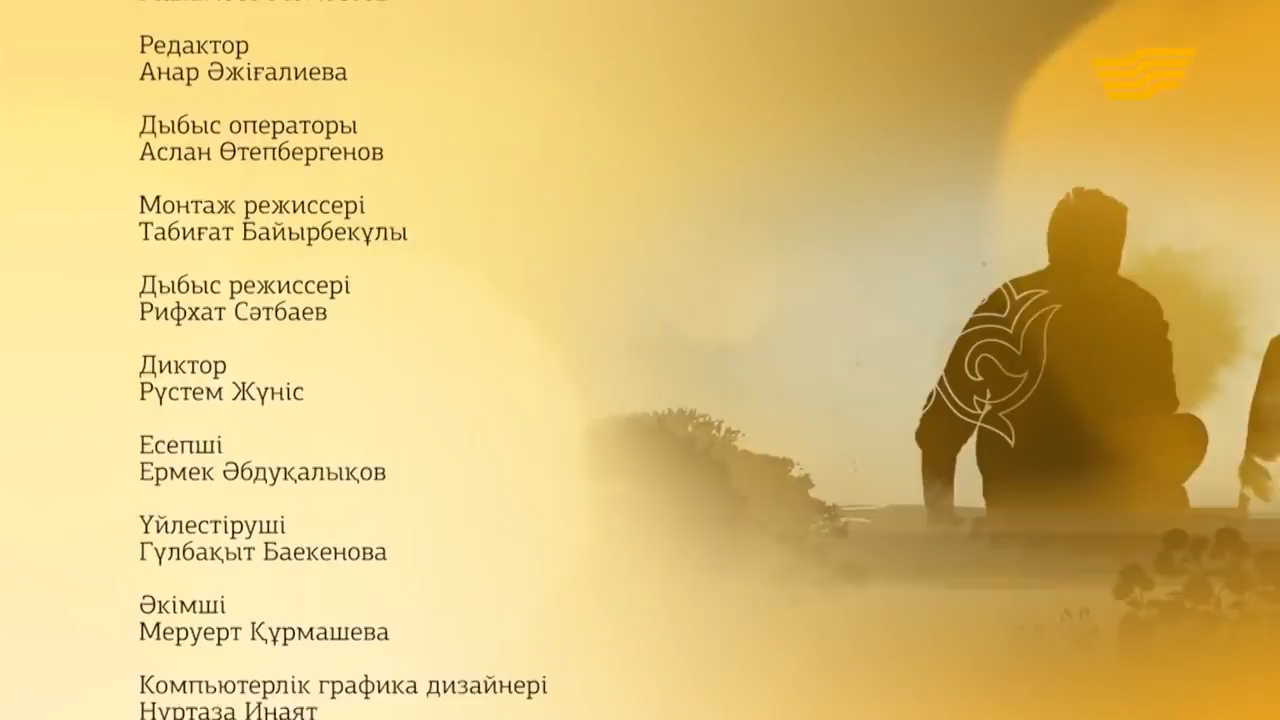 Редактор
Анар Әжіғалиева
Дыбыс операторы
Аслан Өтепбергенов
Монтаж режиссері
Табиғат Байырбекұлы
Дыбыс режиссері
Рифхат Сәтбаев
Диктор
Рүстем Жүніс
Есепші
Ермек Әбдуқалықов
Үйлестіруші
Гүлбақыт Баекенова
Әкімші
Меруерт Құрмашева
Компьютерлік графика дизайнері
Нұртаза Инаят